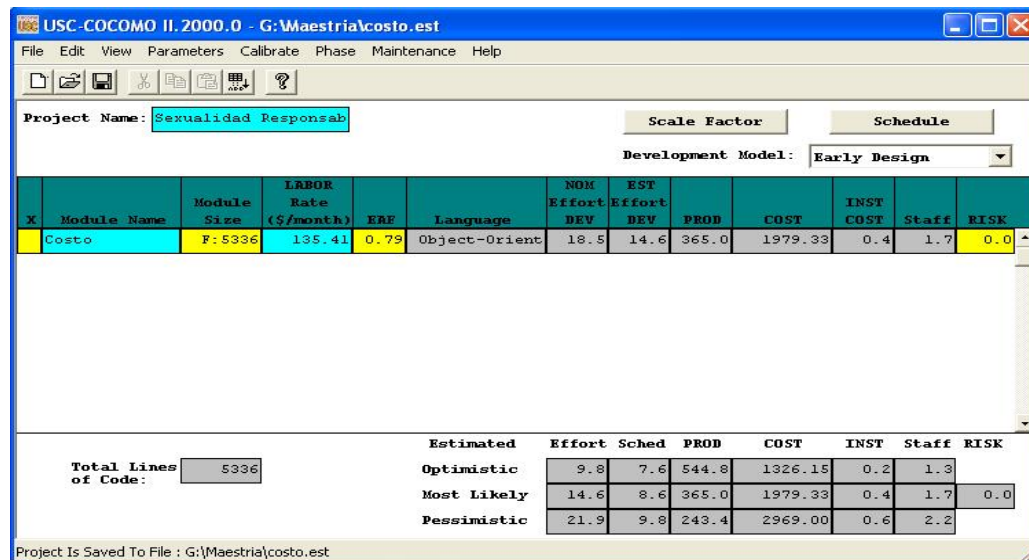 USC-COCOMO II.2000.0 - G:\Maestria\costo.est
File Edit View Parameters Calibrate Phase Maintenance Help
Project Name: Sexualidad Responsab
Scale Factor Schedule
Development Model: Early Design
X Module Name Module Size LABOR Rate ($/month) EAF Language NOM Effort DEV EST Effort DEV PROD COST INST COST Staff RISK
Costo F:5336 135.41 0.79 Object-Orient 18.5 14.6 365.0 1979.33 0.4 1.7 0.0
Estimated Effort Sched PROD COST INST Staff RISK
Total Lines of Code: 5336
Optimistic 9.8 7.6 544.8 1326.15 0.2 1.3
Most Likely 14.6 8.6 365.0 1979.33 0.4 1.7 0.0
Pessimistic 21.9 9.8 243.4 2969.00 0.6 2.2
Project Is Saved To File : G:\Maestria\costo.est